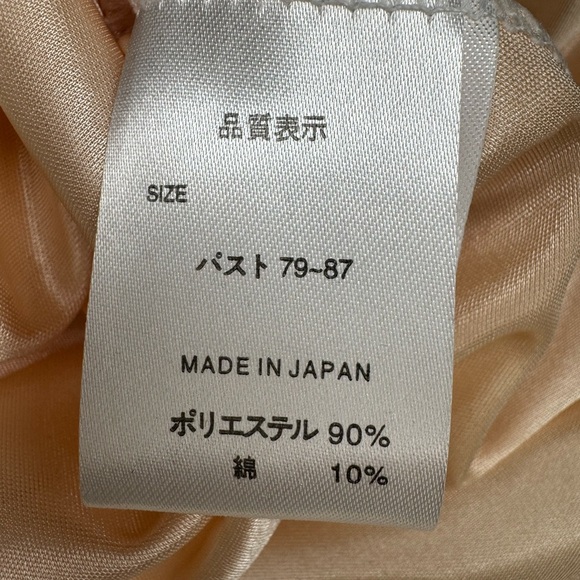 品質表示
SIZE
パスト 79~87
MADE IN JAPAN
ポリエステル 90%
綿 10%